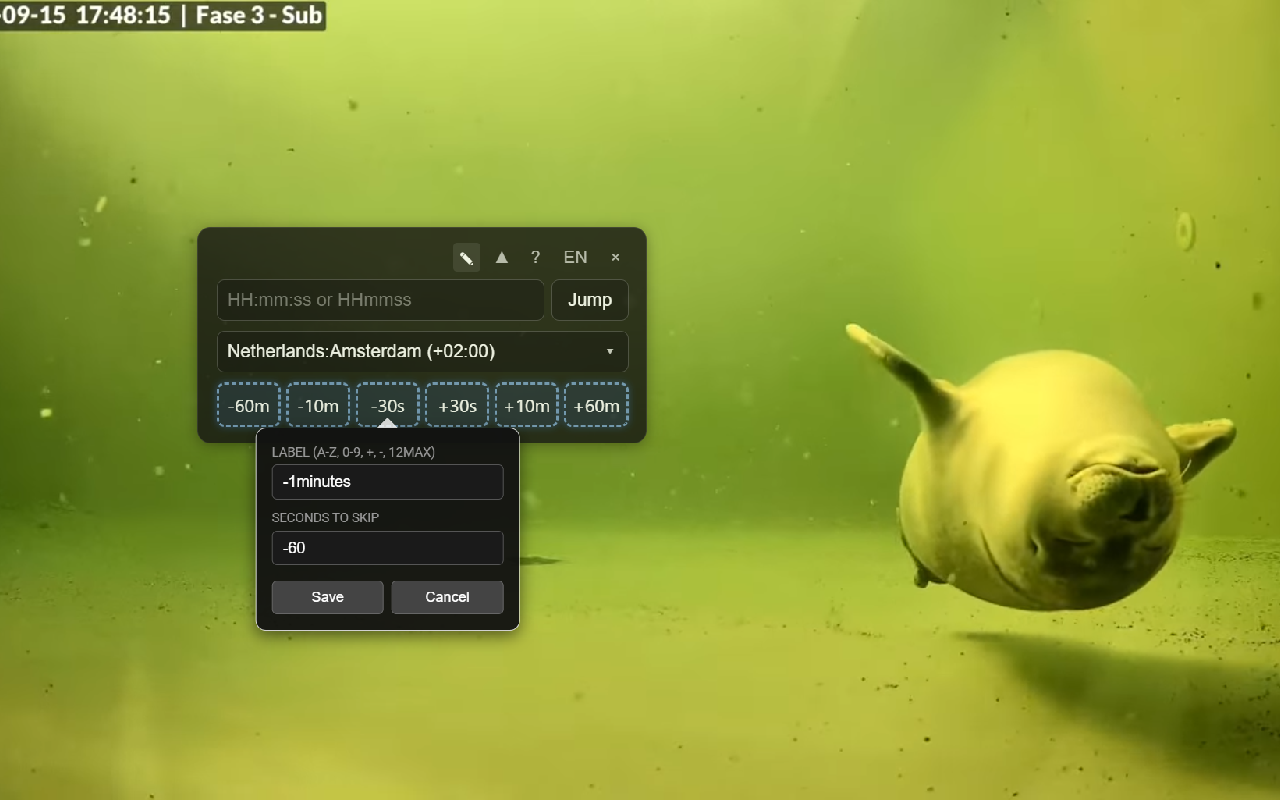 -09-15 17:48:15 | Fase 3 - Sub
? EN ×
HH:mm:ss or HHmmss Jump
Netherlands:Amsterdam (+02:00)
-60m -10m -30s +30s +10m +60m
LABEL (A-Z, 0-9, +, -, 12MAX)
-1minutes
SECONDS TO SKIP
-60
Save Cancel